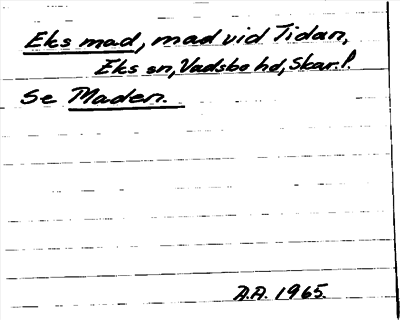 Eks mad, mad vid Tidan,
Eks sn, Vadsbo hd, Skar.l.
Se Maden.
A.A. 1965.